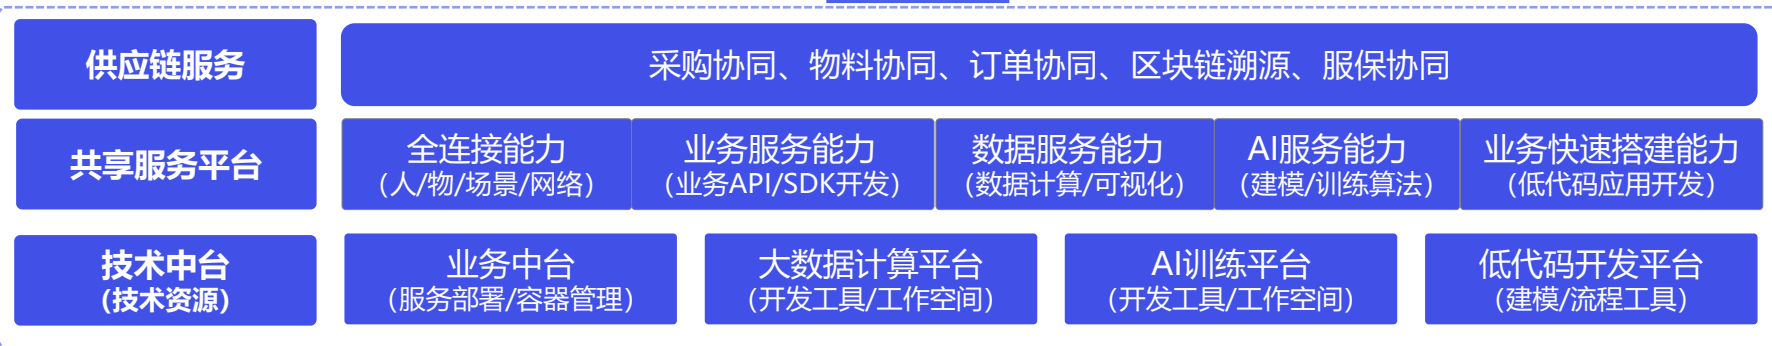 供应链服务
采购协同、物料协同、订单协同、区块链溯源、服保协同
共享服务平台
全连接能力
（人/物/场景/网络）
业务服务能力
（业务API/SDK开发）
数据服务能力
（数据计算/可视化）
AI服务能力
（建模/训练算法）
业务快速搭建能力
（低代码应用开发）
技术中台
（技术资源）
业务中台
（服务部署/容器管理）
大数据计算平台
（开发工具/工作空间）
AI训练平台
（开发工具/工作空间）
低代码开发平台
（建模/流程工具）